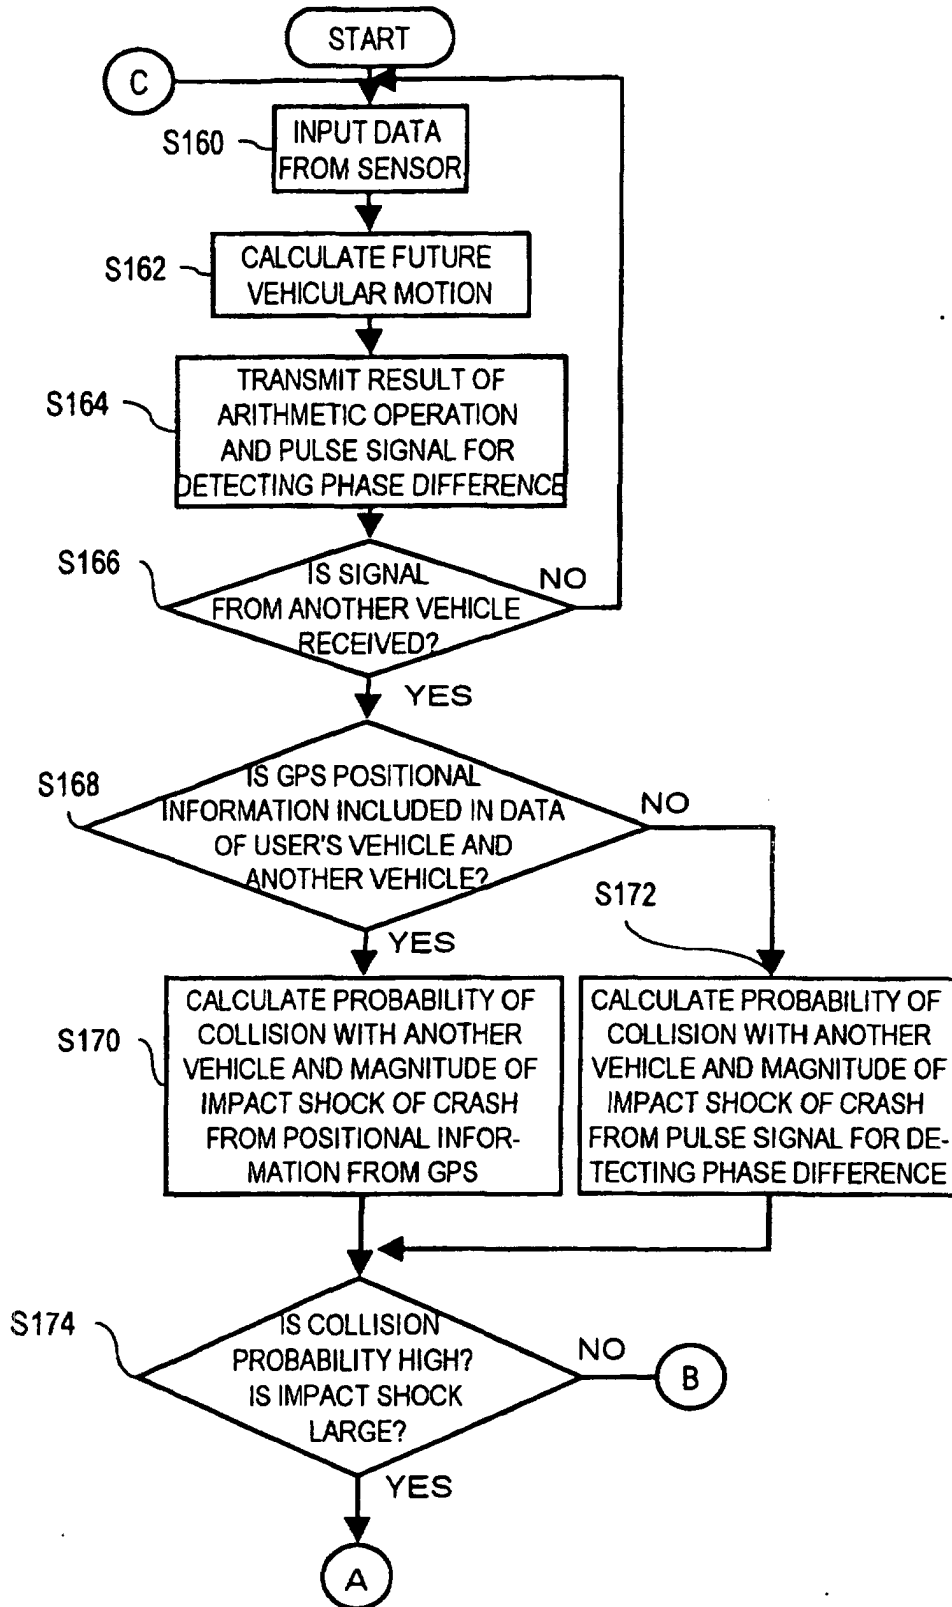 START
C
S160
INPUT DATA
FROM SENSOR
S162
CALCULATE FUTURE
VEHICULAR MOTION
S164
TRANSMIT RESULT OF
ARITHMETIC OPERATION
AND PULSE SIGNAL FOR
DETECTING PHASE DIFFERENCE
S166
IS SIGNAL
FROM ANOTHER VEHICLE
RECEIVED?
NO
YES
S168
IS GPS POSITIONAL
INFORMATION INCLUDED IN DATA
OF USER'S VEHICLE AND
ANOTHER VEHICLE?
NO
YES
S172
S170
CALCULATE PROBABILITY OF
COLLISION WITH ANOTHER
VEHICLE AND MAGNITUDE OF
IMPACT SHOCK OF CRASH
FROM POSITIONAL INFOR-
MATION FROM GPS
CALCULATE PROBABILITY OF
COLLISION WITH ANOTHER
VEHICLE AND MAGNITUDE OF
IMPACT SHOCK OF CRASH
FROM PULSE SIGNAL FOR DE-
TECTING PHASE DIFFERENCE
S174
IS COLLISION
PROBABILITY HIGH?
IS IMPACT SHOCK
LARGE?
NO
B
YES
A